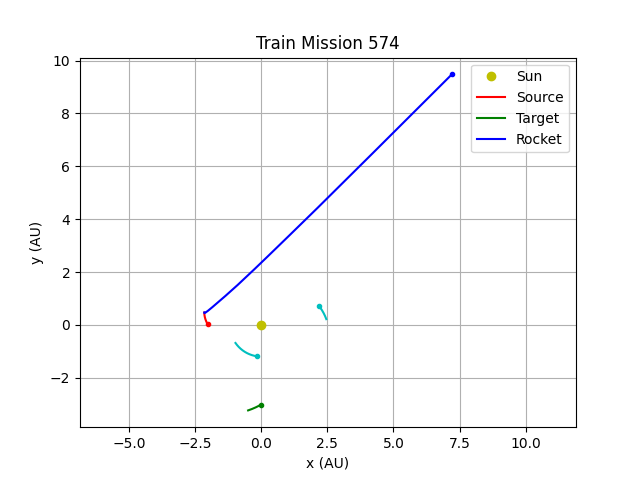 Train Mission 574
10
8
6
4
2
0
−2
y (AU)
−5.0
−2.5
0.0
2.5
5.0
7.5
10.0
x (AU)
Sun
Source
Target
Rocket